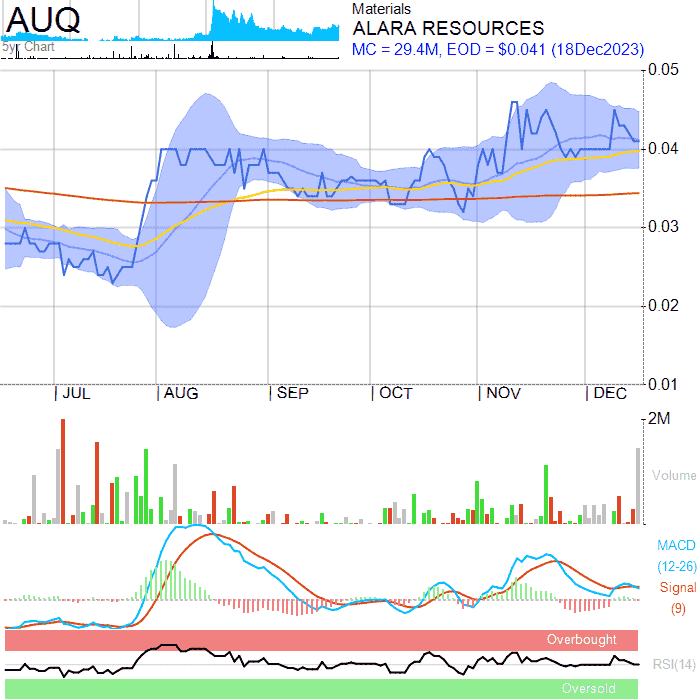 AUQ
5yr Chart
Materials
ALARA RESOURCES
MC = 29.4M, EOD = $0.041 (18Dec2023)
0.05
0.04
0.03
0.02
0.01
JUL AUG SEP OCT NOV DEC
2M
Volume
MACD
(12-26)
Signal
(9)
Overbought
RSI(14)
Oversold